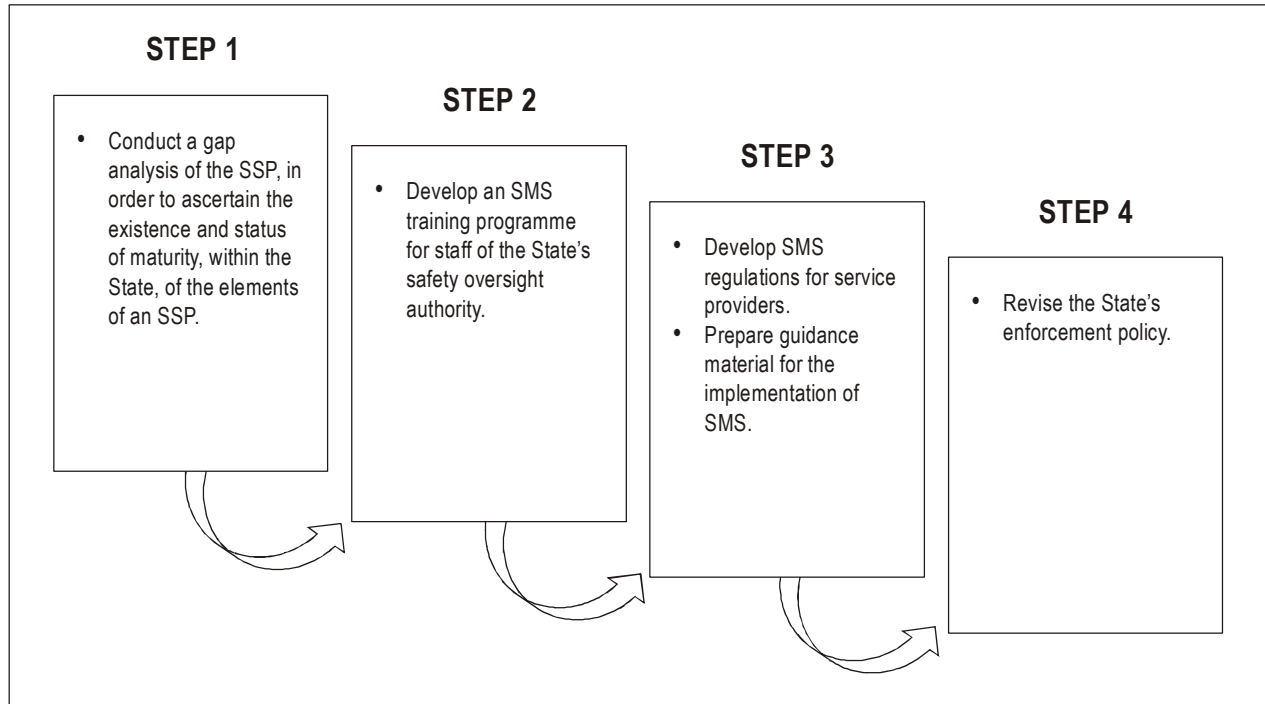 STEP 1
• Conduct a gap
analysis of the SSP, in
order to ascertain the
existence and status
of maturity, within the
State, of the elements
of an SSP.
STEP 2
• Develop an SMS
training programme
for staff of the State’s
safety oversight
authority.
STEP 3
• Develop SMS
regulations for service
providers.
• Prepare guidance
material for the
implementation of
SMS.
STEP 4
• Revise the State’s
enforcement policy.